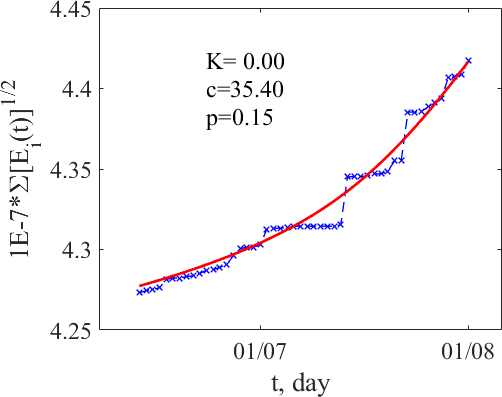 4.45
4.4
4.35
4.3
4.25
1E-7*Σ[E_i(t)]^1/2
K= 0.00
c=35.40
p=0.15
01/07
01/08
t, day